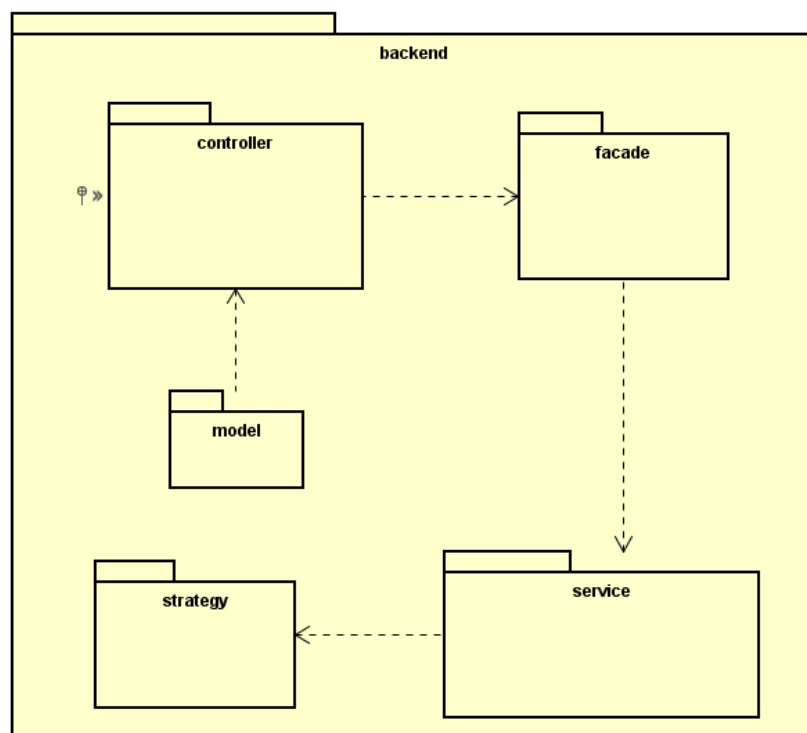 backend
controller
facade
model
strategy
service